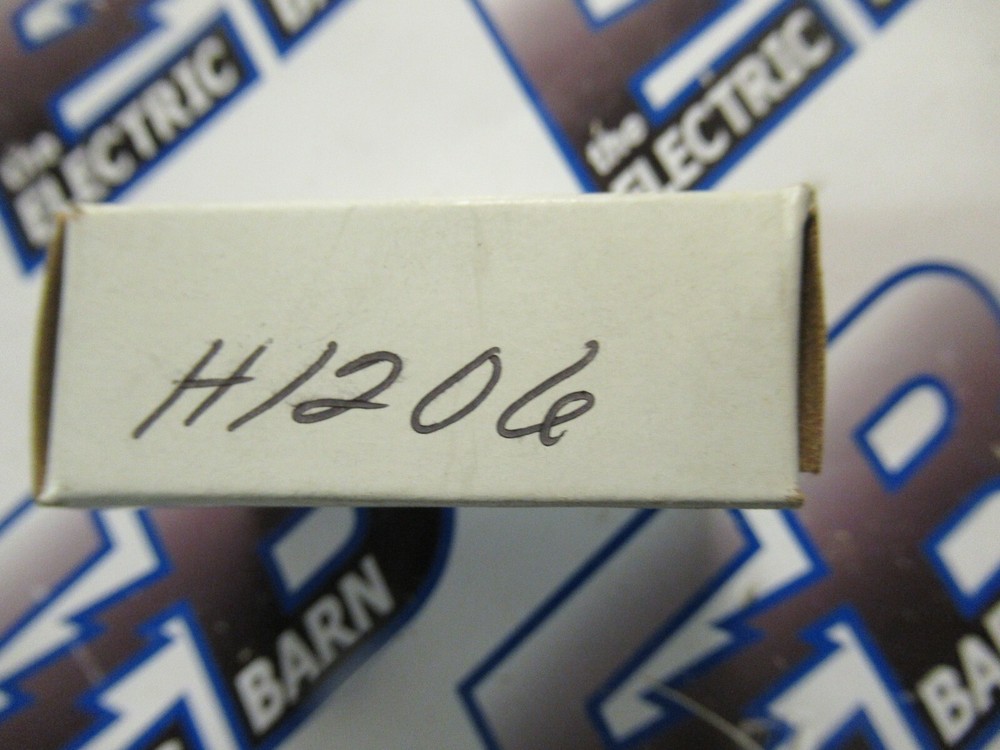 the
ELECTRIC
the
ELECTRIC
H1206
BARN
BARN